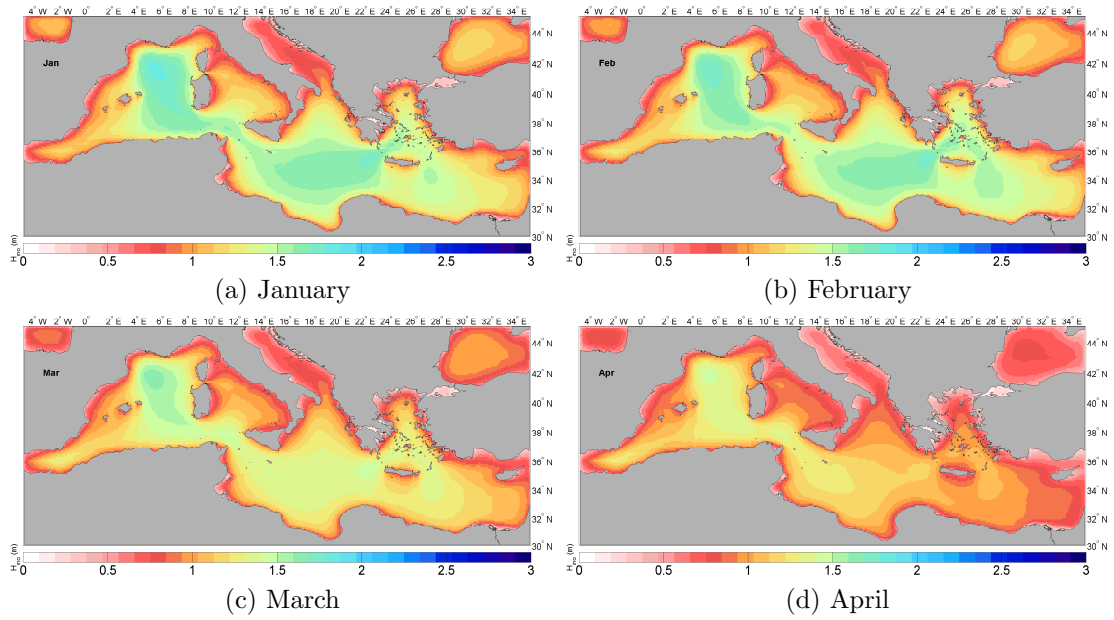 4° W 2° W 0° 2° E 4° E 6° E 8° E 10° E 12° E 14° E 16° E 18° E 20° E 22° E 24° E 26° E 28° E 30° E 32° E 34° E
4° W 2° W 0° 2° E 4° E 6° E 8° E 10° E 12° E 14° E 16° E 18° E 20° E 22° E 24° E 26° E 28° E 30° E 32° E 34° E
44° N
44° N
Jan
Feb
42° N
42° N
40° N
40° N
38° N
38° N
36° N
36° N
34° N
34° N
32° N
32° N
30° N
30° N
H m0 (m)
H m0 (m)
0 0.5 1 1.5 2 2.5 3
0 0.5 1 1.5 2 2.5 3
(a) January
(b) February
4° W 2° W 0° 2° E 4° E 6° E 8° E 10° E 12° E 14° E 16° E 18° E 20° E 22° E 24° E 26° E 28° E 30° E 32° E 34° E
4° W 2° W 0° 2° E 4° E 6° E 8° E 10° E 12° E 14° E 16° E 18° E 20° E 22° E 24° E 26° E 28° E 30° E 32° E 34° E
44° N
44° N
Mar
Apr
42° N
42° N
40° N
40° N
38° N
38° N
36° N
36° N
34° N
34° N
32° N
32° N
30° N
30° N
H m0 (m)
H m0 (m)
0 0.5 1 1.5 2 2.5 3
0 0.5 1 1.5 2 2.5 3
(c) March
(d) April